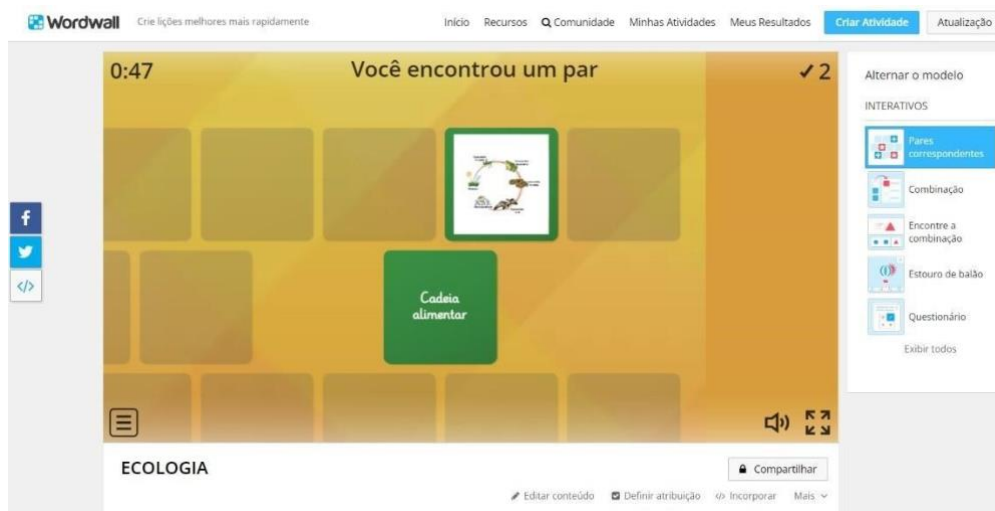 Wordwall Crie lições melhores mais rapidamente Início Recursos Comunidade Minhas Atividades Meus Resultados Criar Atividade Atualização
0:47 Você encontrou um par 2
Alternar o modelo
INTERATIVOS
Pares
correspondentes
Combinação
Encontre a
combinação
Estouro de balão
Questionário
Exibir todos
Cadeia
alimentar
ECOLOGIA
Compartilhar
Editar conteúdo Definir atribuição Incorporar Mais